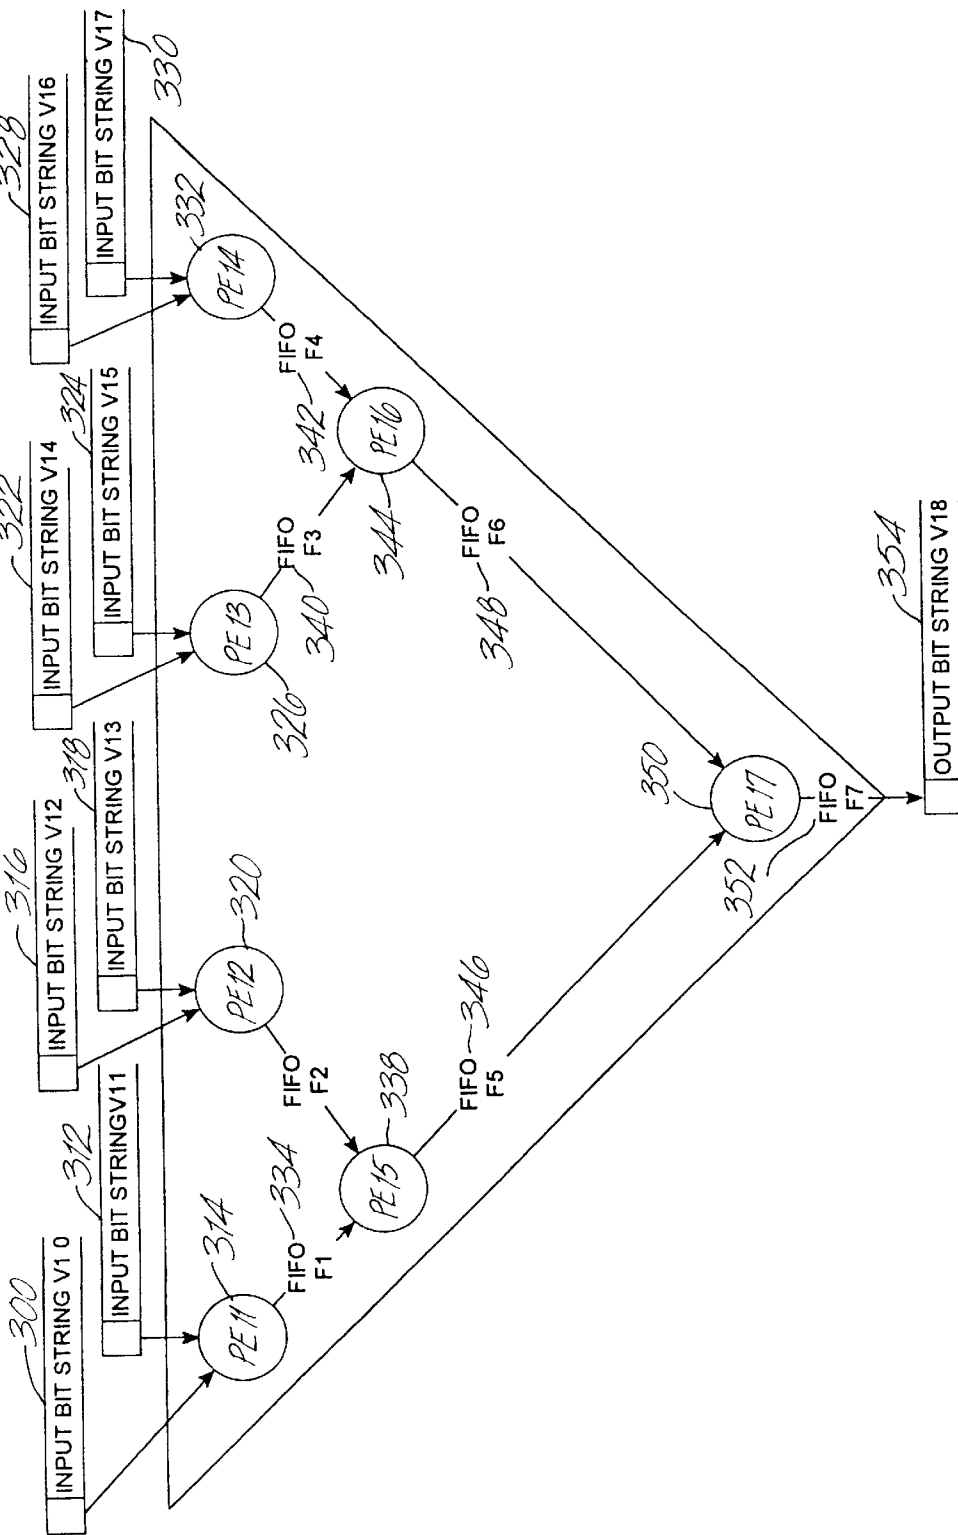 300
INPUT BIT STRING V1 0
312
INPUT BIT STRINGV11
316
INPUT BIT STRING V12
318
INPUT BIT STRING V13
322
INPUT BIT STRING V14
324
INPUT BIT STRING V15
328
INPUT BIT STRING V16
330
INPUT BIT STRING V17
314
PE11
320
PE12
326
PE13
332
PE14
FIFO
F1
334
FIFO
F2
FIFO
F3
340
FIFO
F4
342
PE15
338
PE16
344
FIFO
F5
346
FIFO
F6
348
350
PE17
352
FIFO
F7
354
OUTPUT BIT STRING V18